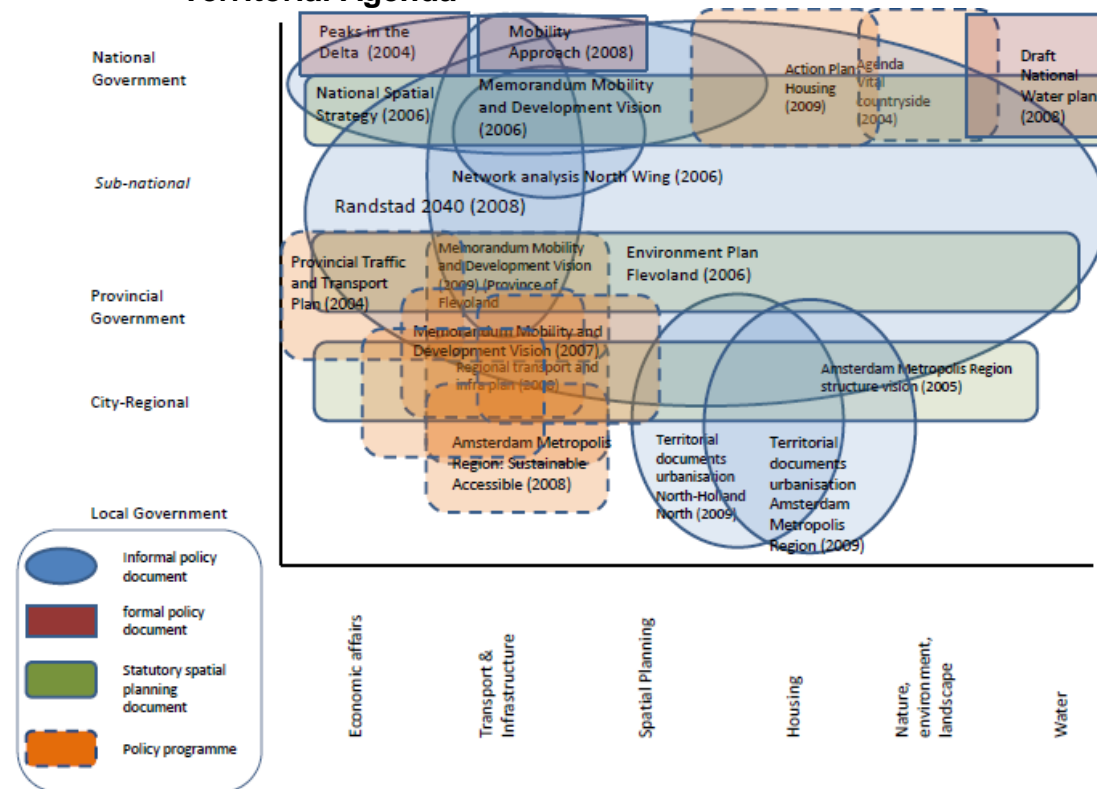 Territorial Agenda
National
Government
Peaks in the
Delta (2004)
Mobility
Approach (2008)
Action Plan
Housing
(2009)
Agenda
Vital
countryside
(2004)
Draft
National
Water plan
(2008)
National Spatial
Strategy (2006)
Memorandum Mobility
and Development Vision
(2006)
Sub-national
Network analysis North Wing (2006)
Randstad 2040 (2008)
Provincial
Government
Provincial Traffic
and Transport
Plan (2004)
Memorandum Mobility
and Development Vision
(2009) (Province of
Flevoland
Environment Plan
Flevoland (2006)
Memorandum Mobility and
Development Vision (2007)
Regional transport and
infra plan
City-Regional
Amsterdam Metropolis Region
structure vision (2005)
Amsterdam Metropolis
Region: Sustainable
Accessible (2008)
Territorial
documents
urbanisation
North-Holland
North (2009)
Territorial
documents
urbanisation
Amsterdam
Metropolis
Region (2009)
Local Government
Informal policy
document
formal policy
document
Statutory spatial
planning
document
Policy programme
Economic affairs
Transport &
Infrastructure
Spatial Planning
Housing
Nature,
environment,
landscape
Water